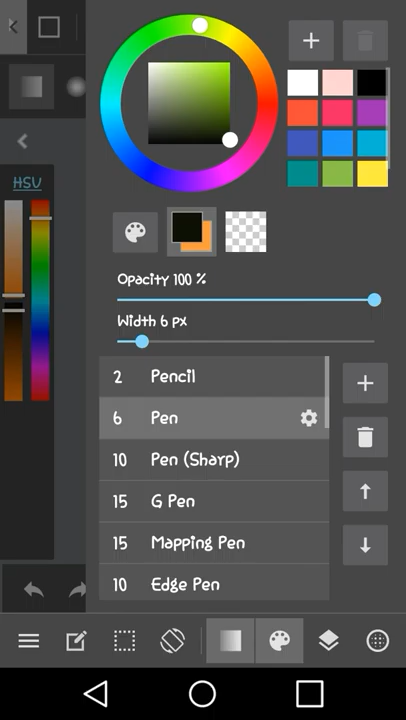 HSV
Opacity 100 %
Width 6 px
2 Pencil
6 Pen
10 Pen (Sharp)
15 G Pen
15 Mapping Pen
10 Edge Pen